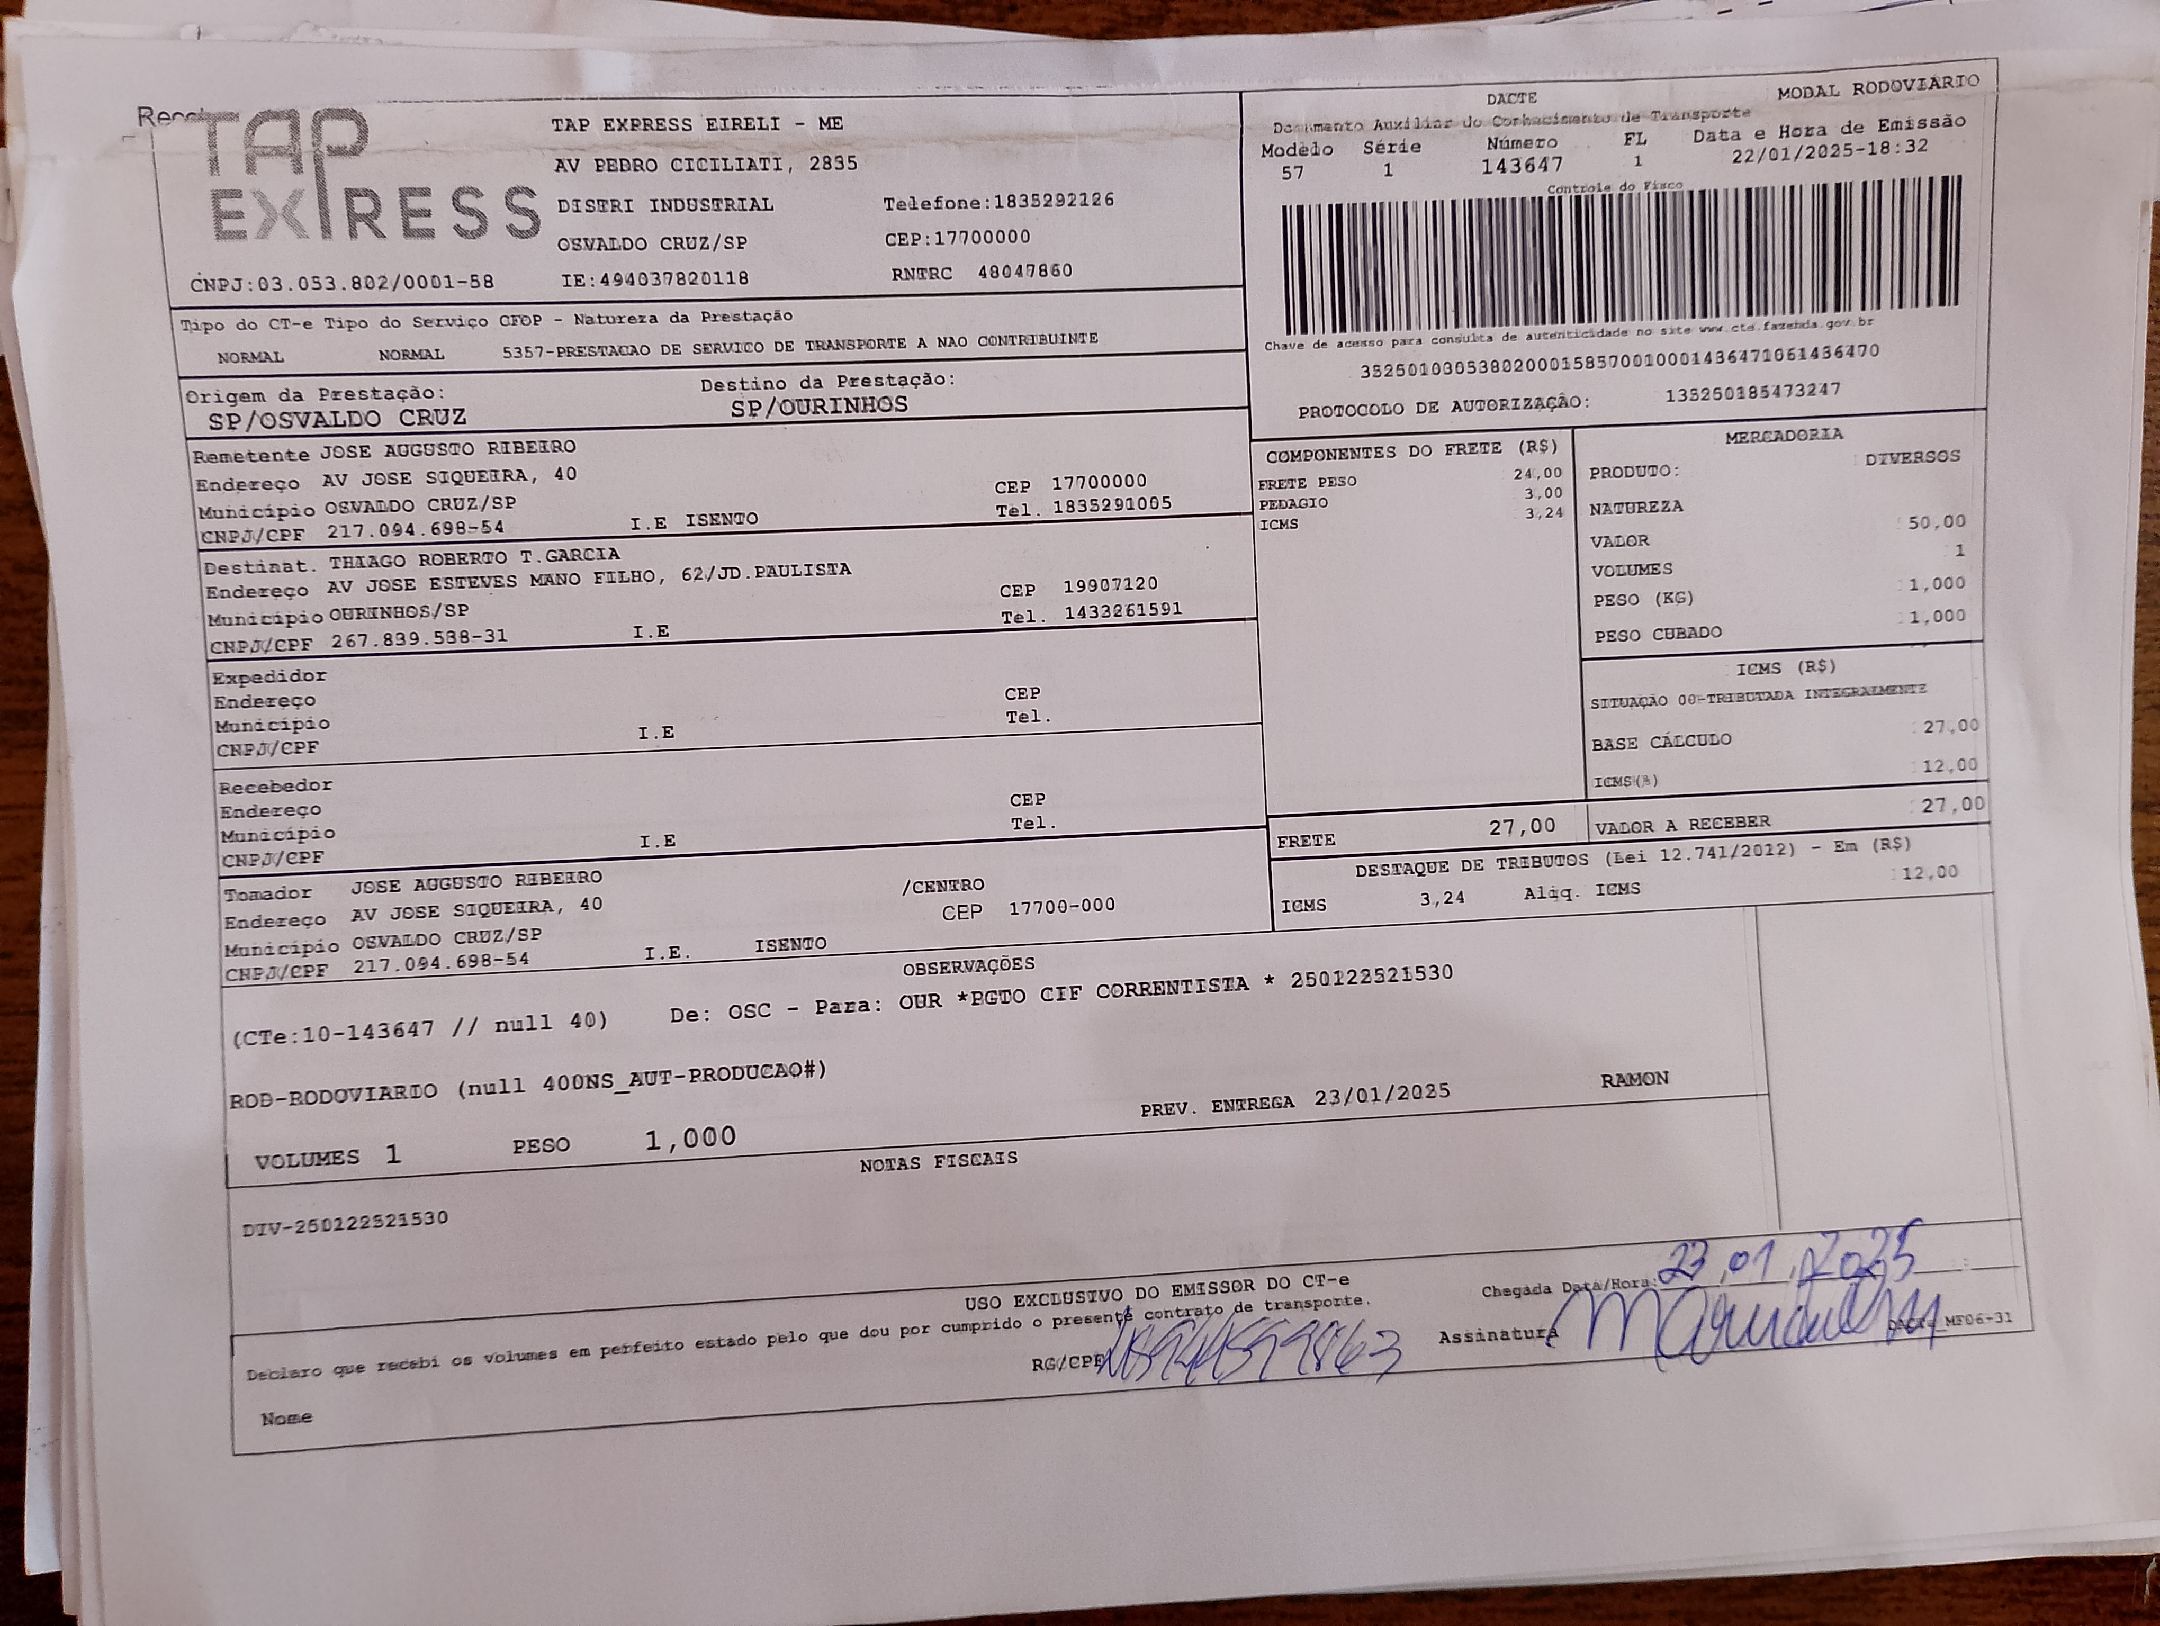 TAP
EXPRESS
TAP EXPRESS EIRELI - ME
AV PEDRO CICILIATI, 2835
DISTRI INDUSTRIAL Telefone:1835292126
OSVALDO CRUZ/SP CEP:17700000
CNPJ:03.053.802/0001-58 IE:494037820118 RNTRC 48047860
DACTE MODAL RODOVIÁRIO
Documento Auxiliar do Conhecimento de Transporte
Modelo Série Número FL Data e Hora de Emissão
57 1 143647 1 22/01/2025-18:32
Controle do Fisco
Chave de acesso para consulta de autenticidade no site www.cte.fazenda.gov.br
35250103053802000158570010001436471061436470
PROTOCOLO DE AUTORIZAÇÃO: 135250185473247
Tipo do CT-e Tipo do Serviço CFOP - Natureza da Prestação
NORMAL NORMAL 5357-PRESTACAO DE SERVICO DE TRANSPORTE A NAO CONTRIBUINTE
Origem da Prestação: Destino da Prestação:
SP/OSVALDO CRUZ SP/OURINHOS
Remetente JOSE AUGUSTO RIBEIRO
Endereço AV JOSE SIQUEIRA, 40 CEP 17700000
Município OSVALDO CRUZ/SP Tel. 1835291005
CNPJ/CPF 217.094.698-54 I.E ISENTO
Destinat. THIAGO ROBERTO T.GARCIA
Endereço AV JOSE ESTEVES MANO FILHO, 62/JD.PAULISTA CEP 19907120
Município OURINHOS/SP Tel. 1433261591
CNPJ/CPF 267.839.538-31 I.E
Expedidor
Endereço CEP
Município Tel.
CNPJ/CPF I.E
Recebedor
Endereço CEP
Município Tel.
CNPJ/CPF I.E
Tomador JOSE AUGUSTO RIBEIRO /CENTRO
Endereço AV JOSE SIQUEIRA, 40 CEP 17700-000
Município OSVALDO CRUZ/SP
CNPJ/CPF 217.094.698-54 I.E. ISENTO
COMPONENTES DO FRETE (R$)
FRETE PESO 24,00
PEDAGIO 3,00
ICMS 3,24
MERCADORIA
PRODUTO: DIVERSOS
NATUREZA
VALOR 50,00
VOLUMES 1
PESO (KG) 1,000
PESO CUBADO 1,000
ICMS (R$)
SITUAÇÃO 00-TRIBUTADA INTEGRALMENTE
BASE CÁLCULO 27,00
ICMS(%) 12,00
FRETE 27,00 VALOR A RECEBER 27,00
DESTAQUE DE TRIBUTOS (Lei 12.741/2012) - Em (R$)
ICMS 3,24 Aliq. ICMS 12,00
OBSERVAÇÕES
(CTe:10-143647 // null 40) De: OSC - Para: OUR *PGTO CIF CORRENTISTA * 250122521530
ROD-RODOVIARIO (null 400NS_AUT-PRODUCAO#)
PREV. ENTREGA 23/01/2025 RAMON
VOLUMES 1 PESO 1,000
NOTAS FISCAIS
DIV-250122521530
USO EXCLUSIVO DO EMISSOR DO CT-e
Declaro que recebi os volumes em perfeito estado pelo que dou por cumprido o presente contrato de transporte.
Chegada Data/Hora: 23.01.2025
Nome RG/CPF Assinatura MF06-31